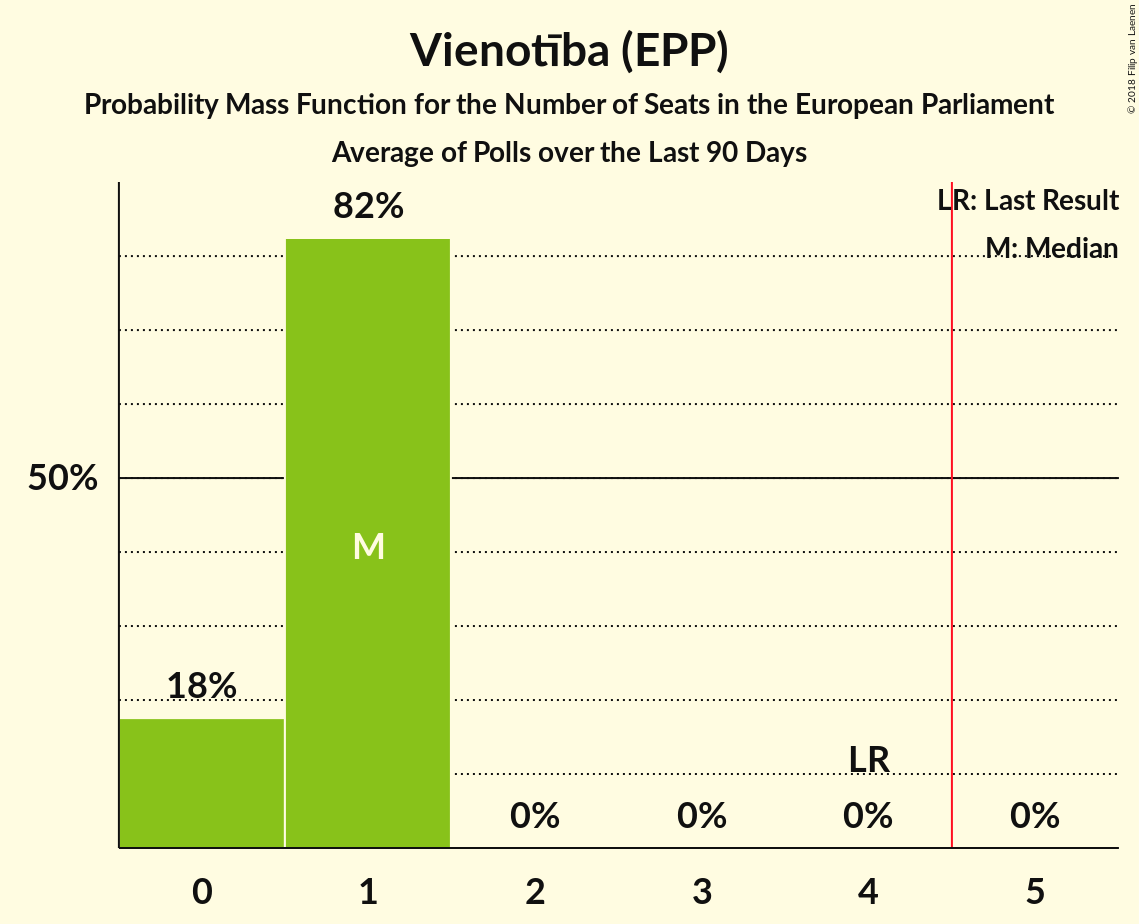 Vienotība (EPP)
Probability Mass Function for the Number of Seats in the European Parliament
Average of Polls over the Last 90 Days
© 2018 Filip van Laenen
LR: Last Result
M: Median
82%
50%
M
18%
LR
0% 0% 0% 0%
0 1 2 3 4 5